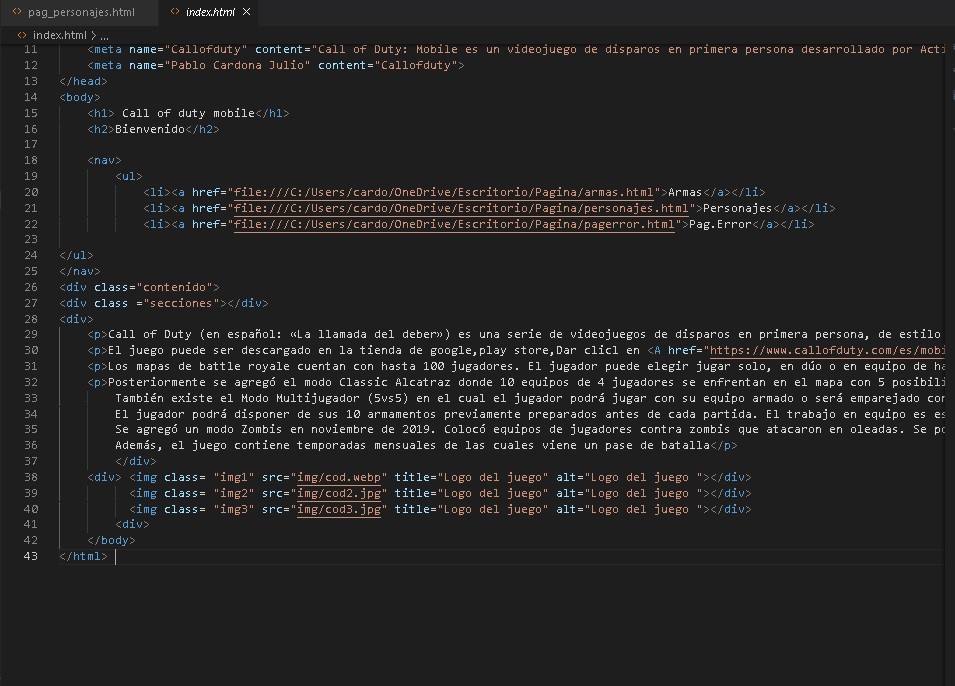 pag_personajes.html
index.html
index.html > ...
11 <meta name="Callofduty" content="Call of Duty: Mobile es un videojuego de disparos en primera persona desarrollado por Acti
12 <meta name="Pablo Cardona Julio" content="Callofduty">
13 </head>
14 <body>
15 <h1> Call of duty mobile</h1>
16 <h2>Bienvenido</h2>
17
18 <nav>
19 <ul>
20 <li><a href="file:///C:/Users/cardo/OneDrive/Escritorio/Pagina/armas.html">Armas</a></li>
21 <li><a href="file:///C:/Users/cardo/OneDrive/Escritorio/Pagina/personajes.html">Personajes</a></li>
22 <li><a href="file:///C:/Users/cardo/OneDrive/Escritorio/Pagina/pagerror.html">Pag.Error</a></li>
23
24 </ul>
25 </nav>
26 <div class="contenido">
27 <div class ="secciones"></div>
28 <div>
29 <p>Call of Duty (en español: «La llamada del deber») es una serie de videojuegos de disparos en primera persona, de estilo
30 <p>El juego puede ser descargado en la tienda de google,play store,Dar clicl en <A href="https://www.callofduty.com/es/mobi
31 <p>Los mapas de battle royale cuentan con hasta 100 jugadores. El jugador puede elegir jugar solo, en dúo o en equipo de ha
32 <p>Posteriormente se agregó el modo Classic Alcatraz donde 10 equipos de 4 jugadores se enfrentan en el mapa con 5 posibili
33 También existe el Modo Multijugador (5vs5) en el cual el jugador podrá jugar con su equipo armado o será emparejado con
34 El jugador podrá disponer de sus 10 armamentos previamente preparados antes de cada partida. El trabajo en equipo es es
35 Se agregó un modo Zombis en noviembre de 2019. Colocó equipos de jugadores contra zombis que atacaron en oleadas. Se po
36 Además, el juego contiene temporadas mensuales de las cuales viene un pase de batalla</p>
37 </div>
38 <div> <img class= "img1" src="img/cod.webp" title="Logo del juego" alt="Logo del juego "></div>
39 <img class= "img2" src="img/cod2.jpg" title="Logo del juego" alt="Logo del juego "></div>
40 <img class= "img3" src="img/cod3.jpg" title="Logo del juego" alt="Logo del juego "></div>
41 <div>
42 </body>
43 </html>